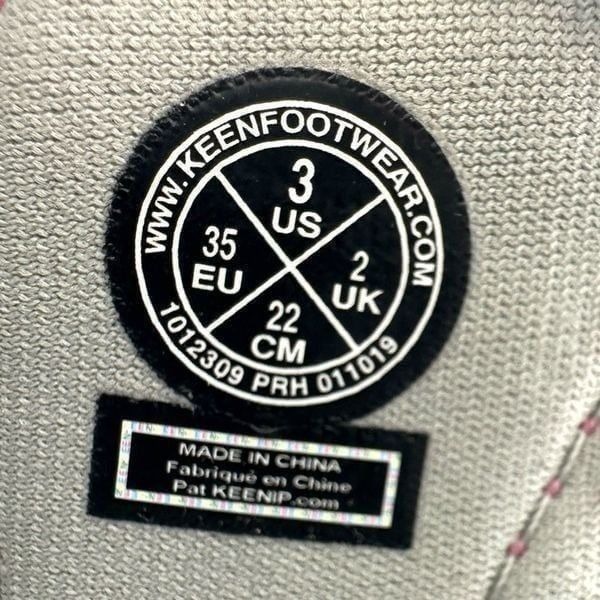 WWW.KEENFOOTWEAR.COM
3
US
35
EU
2
UK
22
CM
1012309 PRH 011019
MADE IN CHINA
Fabriqué en Chine
Pat KEENIP.com